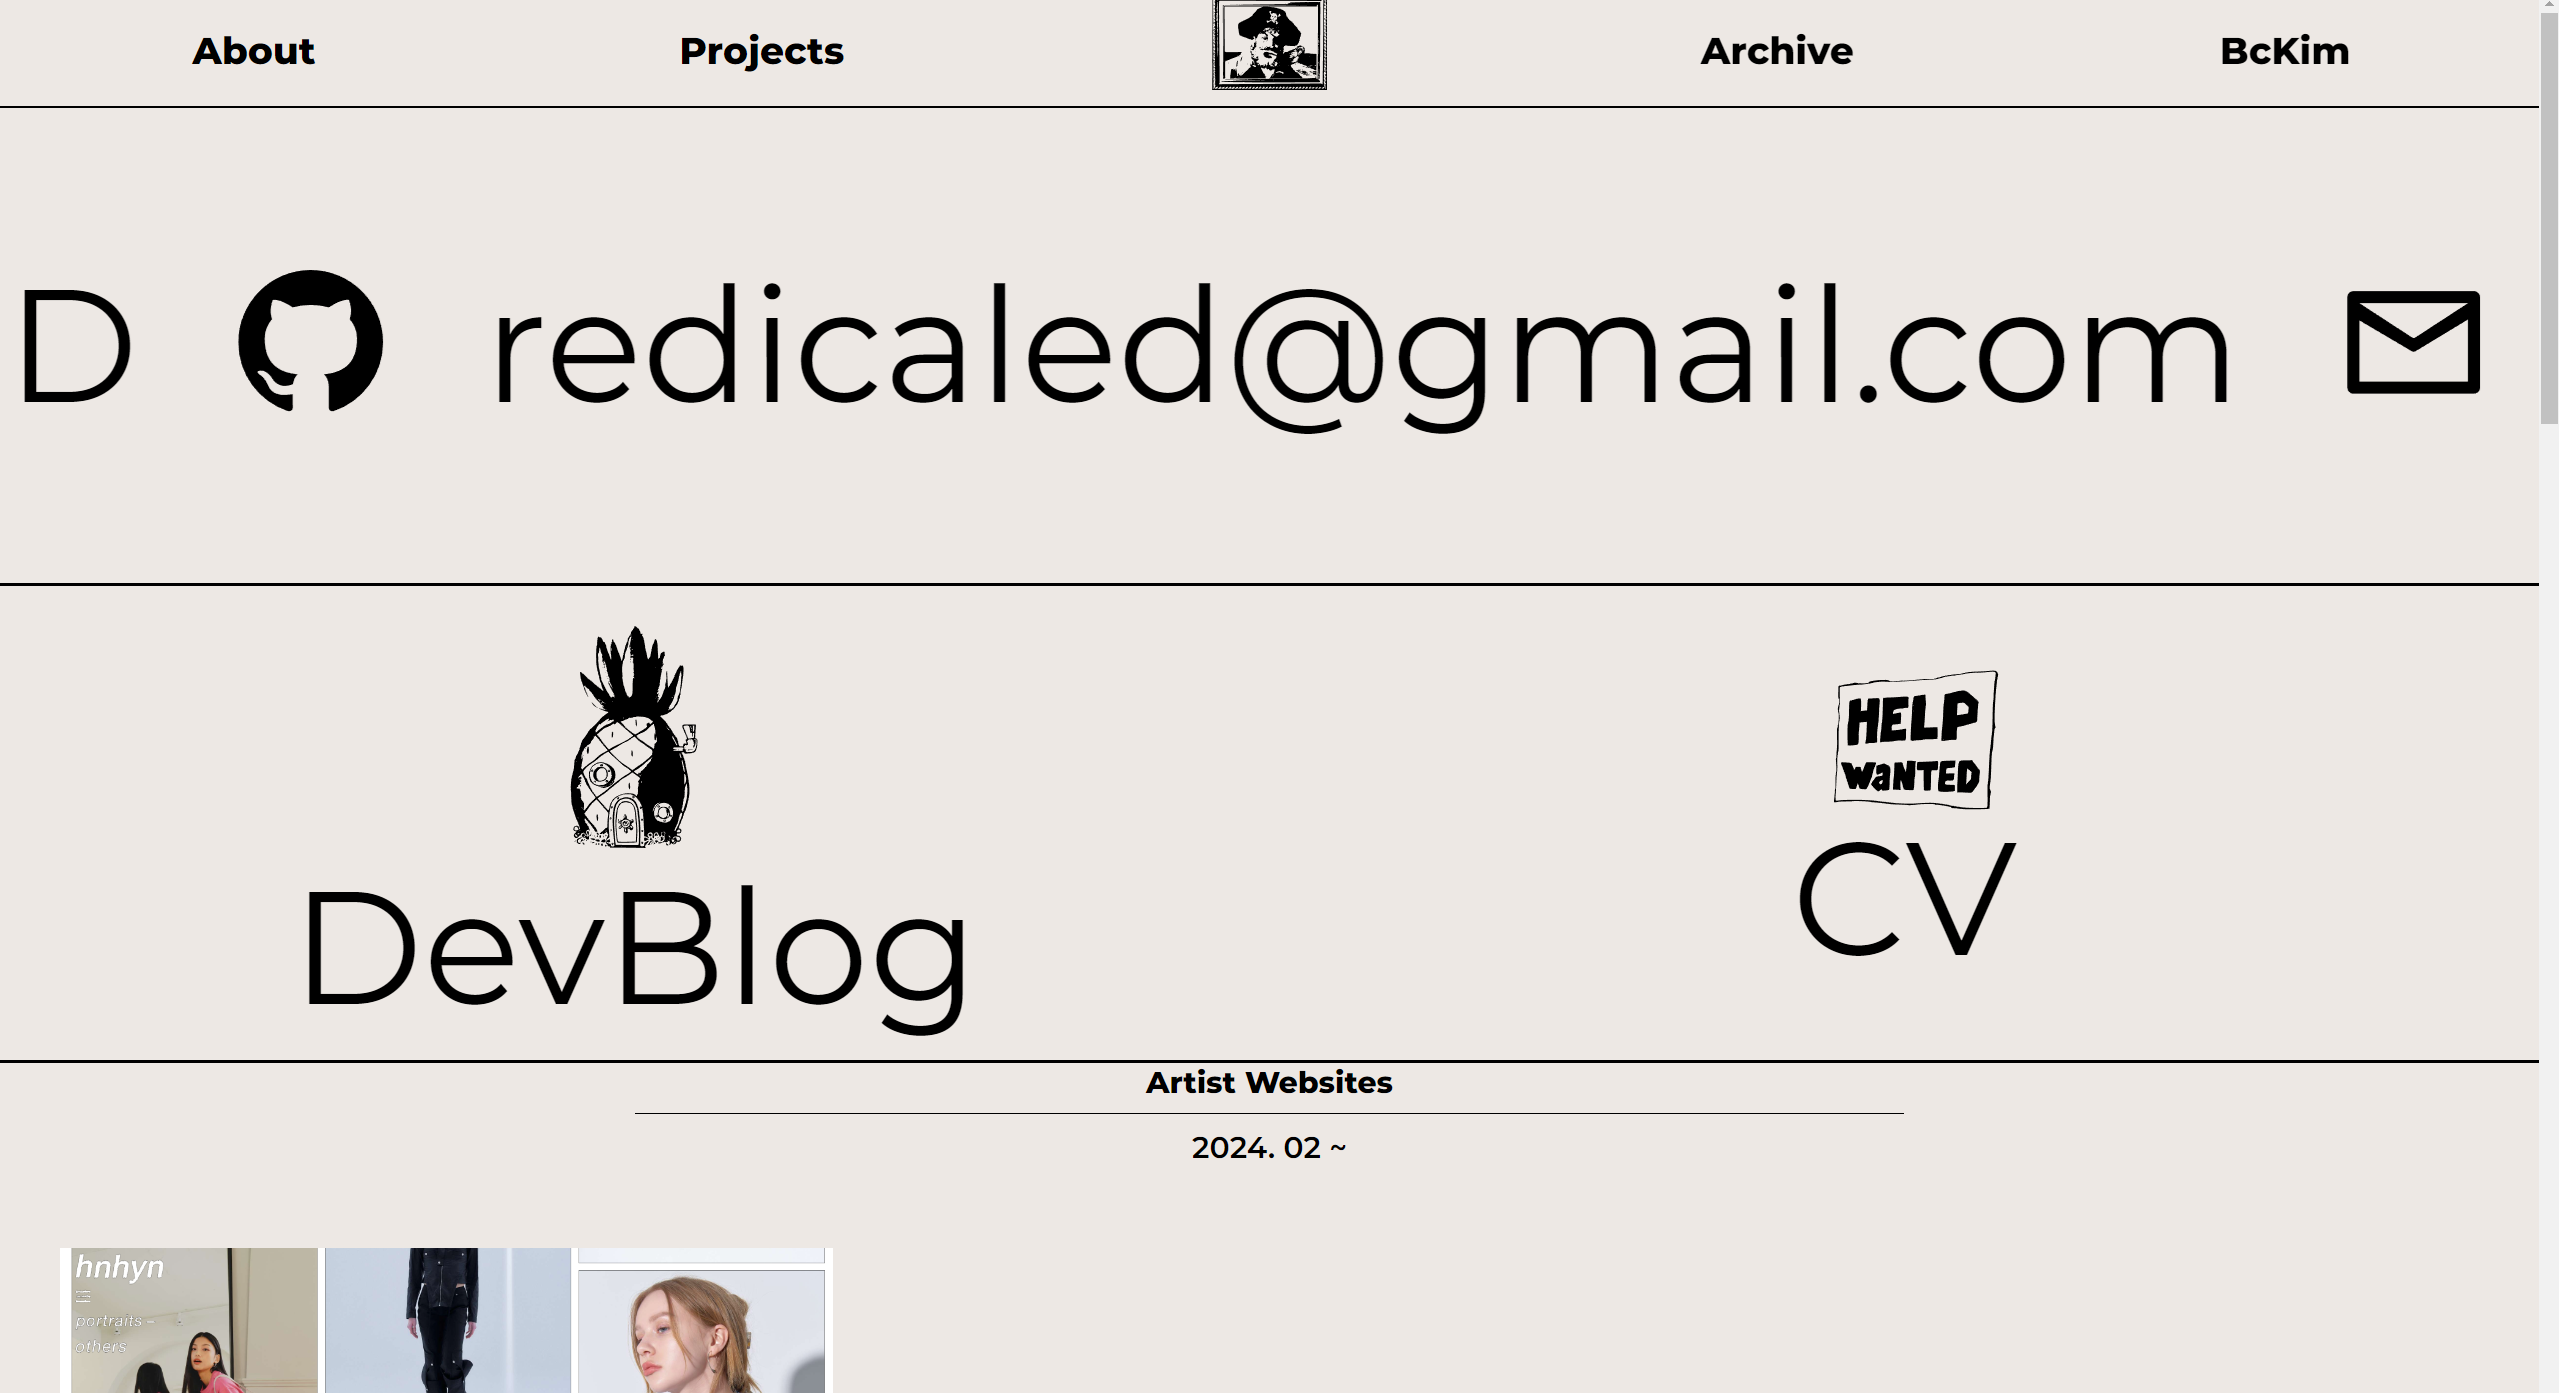 About Projects Archive BcKim
D redicaled@gmail.com
HELP
WaNTED
DevBlog
CV
Artist Websites
2024. 02 ~
hnhyn
portraits –
others